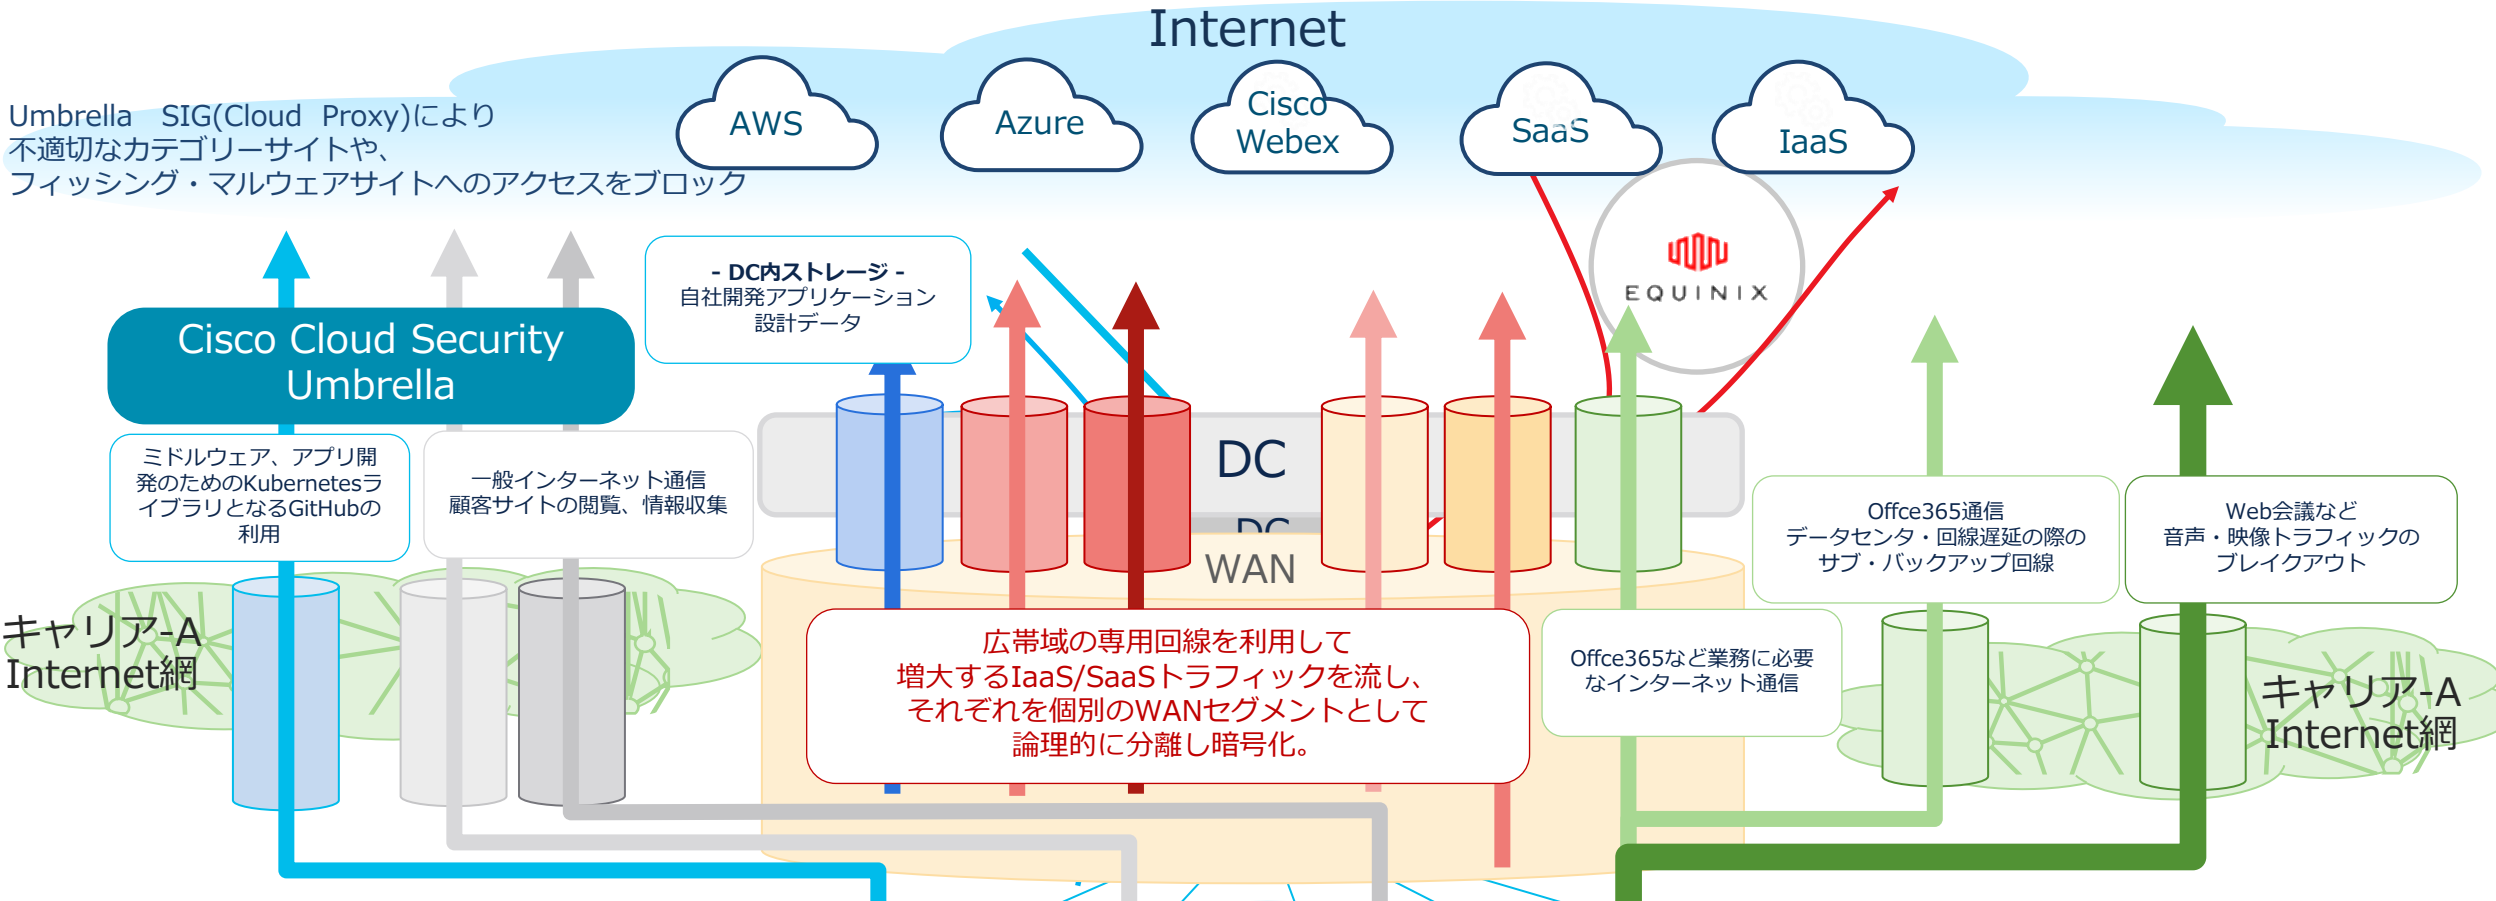 Internet
Umbrella SIG(Cloud Proxy)により
不適切なカテゴリーサイトや、
フィッシング・マルウェアサイトへのアクセスをブロック
AWS
Azure
Cisco
Webex
SaaS
IaaS
EQUINIX
- DC内ストレージ -
自社開発アプリケーション
設計データ
Cisco Cloud Security
Umbrella
ミドルウェア、アプリ開
発のためのKubernetesラ
イブラリとなるGitHubの
利用
一般インターネット通信
顧客サイトの閲覧、情報収集
DC
DC
WAN
Offce365通信
データセンタ・回線遅延の際の
サブ・バックアップ回線
Web会議など
音声・映像トラフィックの
ブレイクアウト
キャリア-A
Internet網
広帯域の専用回線を利用して
増大するIaaS/SaaSトラフィックを流し、
それぞれを個別のWANセグメントとして
論理的に分離し暗号化。
Offce365など業務に必要
なインターネット通信
キャリア-A
Internet網